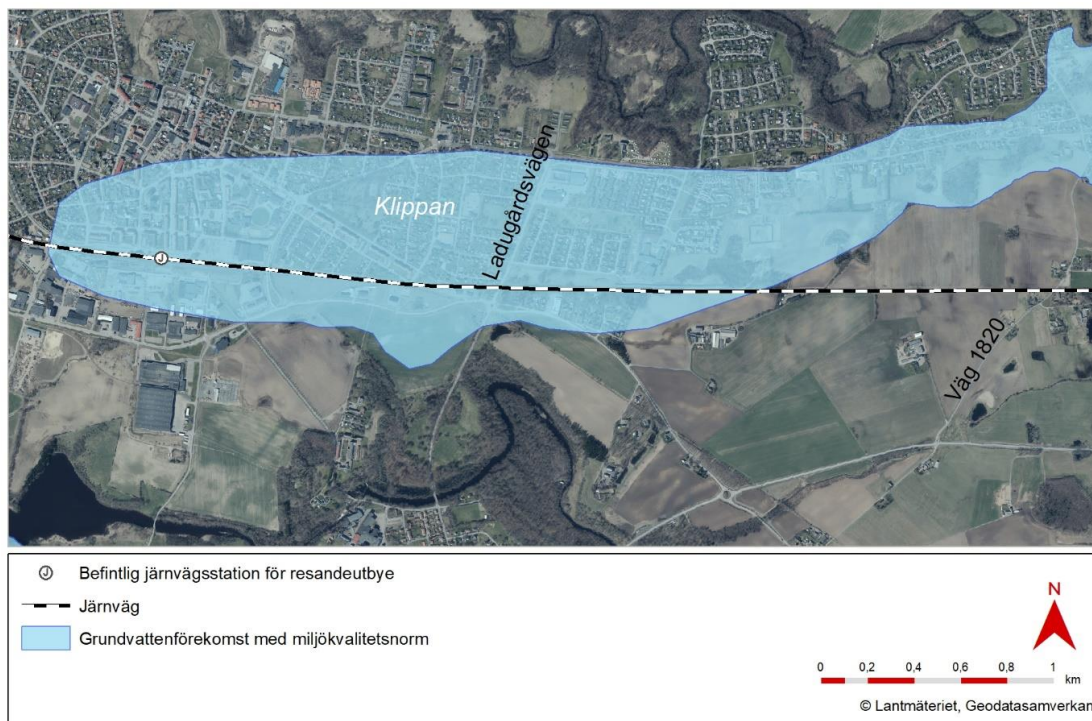 Klippan
Ladugårdsvägen
J
Väg 1820
J Befintlig järnvägsstation för resandeutbye
Järnväg
Grundvattenförekomst med miljökvalitetsnorm
N
0 0,2 0,4 0,6 0,8 1
km
© Lantmäteriet, Geodatasamverkan